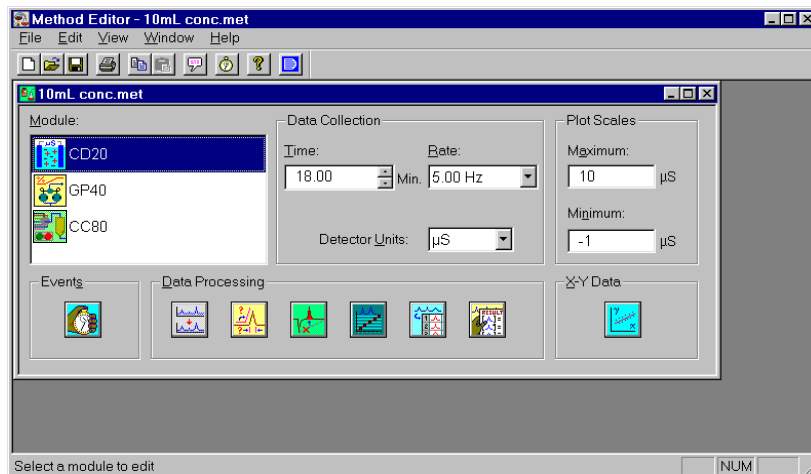 Method Editor - 10mL conc.met
File Edit View Window Help
10mL conc.met
Module:
CD20
GP40
CC80
Data Collection
Time:
18.00
Min.
Rate:
5.00 Hz
Detector Units:
µS
Plot Scales
Maximum:
10
µS
Minimum:
-1
µS
Events
Data Processing
RESULT
X-Y Data
Select a module to edit
NUM